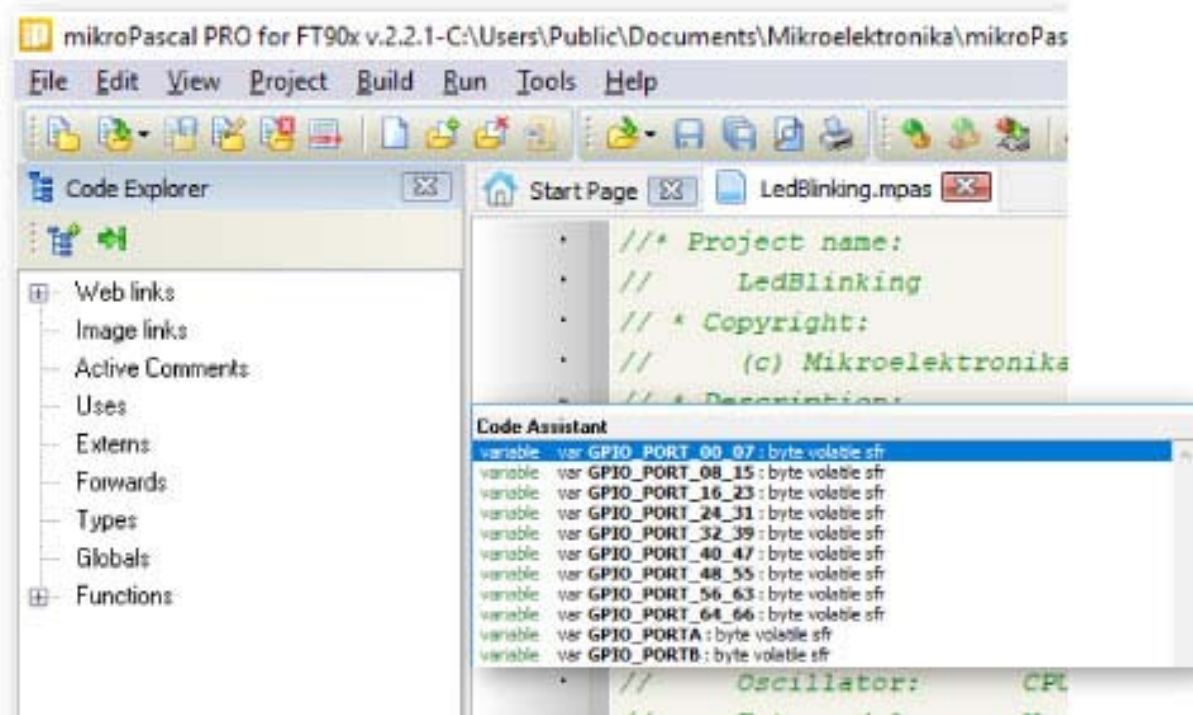 mikroPascal PRO for FT90x v.2.2.1-C:\Users\Public\Documents\Mikroelektronika\mikroPas
File Edit View Project Build Run Tools Help
Code Explorer
Start Page LedBlinking.mpas
Web links
Image links
Active Comments
Uses
Externs
Forwards
Types
Globals
Functions
//* Project name:
// LedBlinking
// * Copyright:
// (c) Mikroelektronika
// * Description:
Code Assistant
variable var GPIO_PORT_00_07 : byte volatile sfr
variable var GPIO_PORT_08_15 : byte volatile sfr
variable var GPIO_PORT_16_23 : byte volatile sfr
variable var GPIO_PORT_24_31 : byte volatile sfr
variable var GPIO_PORT_32_39 : byte volatile sfr
variable var GPIO_PORT_40_47 : byte volatile sfr
variable var GPIO_PORT_48_55 : byte volatile sfr
variable var GPIO_PORT_56_63 : byte volatile sfr
variable var GPIO_PORT_64_66 : byte volatile sfr
variable var GPIO_PORTA : byte volatile sfr
variable var GPIO_PORTB : byte volatile sfr
// Oscillator: CPU
//